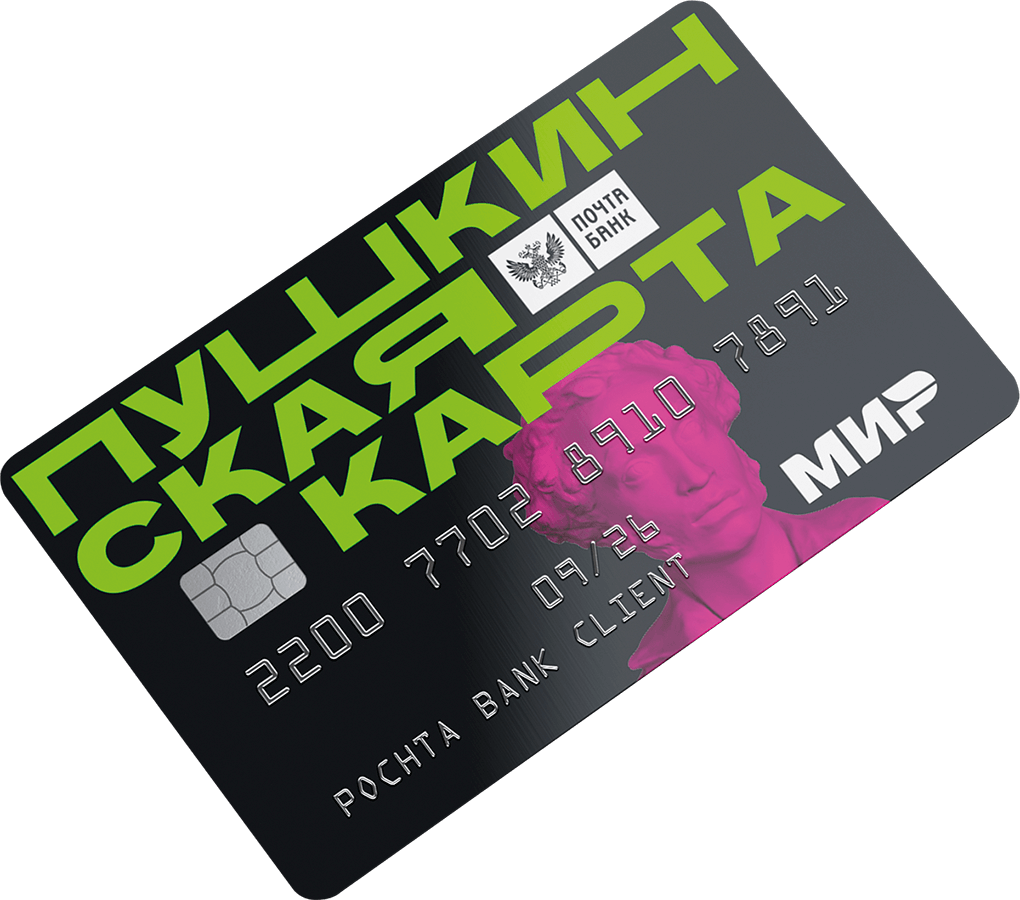 ПУШКИН
СКАЯ
КАРТА
ПОЧТА
БАНК
2200 7702 8910 7891
МИР
09/26
POCHTA BANK CLIENT